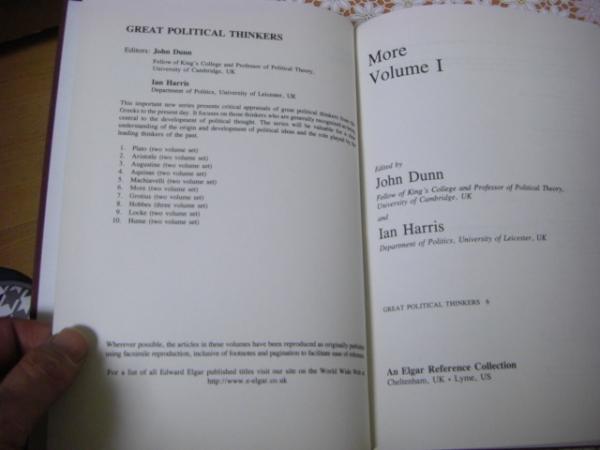 GREAT POLITICAL THINKERS
Editors: John Dunn
Fellow of King's College and Professor of Political Theory,
University of Cambridge, UK
Ian Harris
Department of Politics, University of Leicester, UK
This important new series presents critical appraisals of great political thinkers from the
Greeks to the present day. It focuses on those thinkers who are generally recognised as being
central to the development of political thought. The series will be valuable for a clear
understanding of the origin and development of political ideas and the role played by the
leading thinkers of the past.
1. Plato (two volume set)
2. Aristotle (two volume set)
3. Augustine (two volume set)
4. Aquinas (two volume set)
5. Machiavelli (two volume set)
6. More (two volume set)
7. Grotius (two volume set)
8. Hobbes (three volume set)
9. Locke (two volume set)
10. Hume (two volume set)
Wherever possible, the articles in these volumes have been reproduced as originally
using facsimile reproduction, inclusive of footnotes and pagination to facilitate ease of reference.
For a list of all Edward Elgar published titles visit our site on the World Wide Web at
http://www.e-elgar.co.uk
More
Volume I
Edited by
John Dunn
Fellow of King's College and Professor of Political Theory,
University of Cambridge, UK
and
Ian Harris
Department of Politics, University of Leicester, UK
GREAT POLITICAL THINKERS 6
An Elgar Reference Collection
Cheltenham, UK • Lyme, US